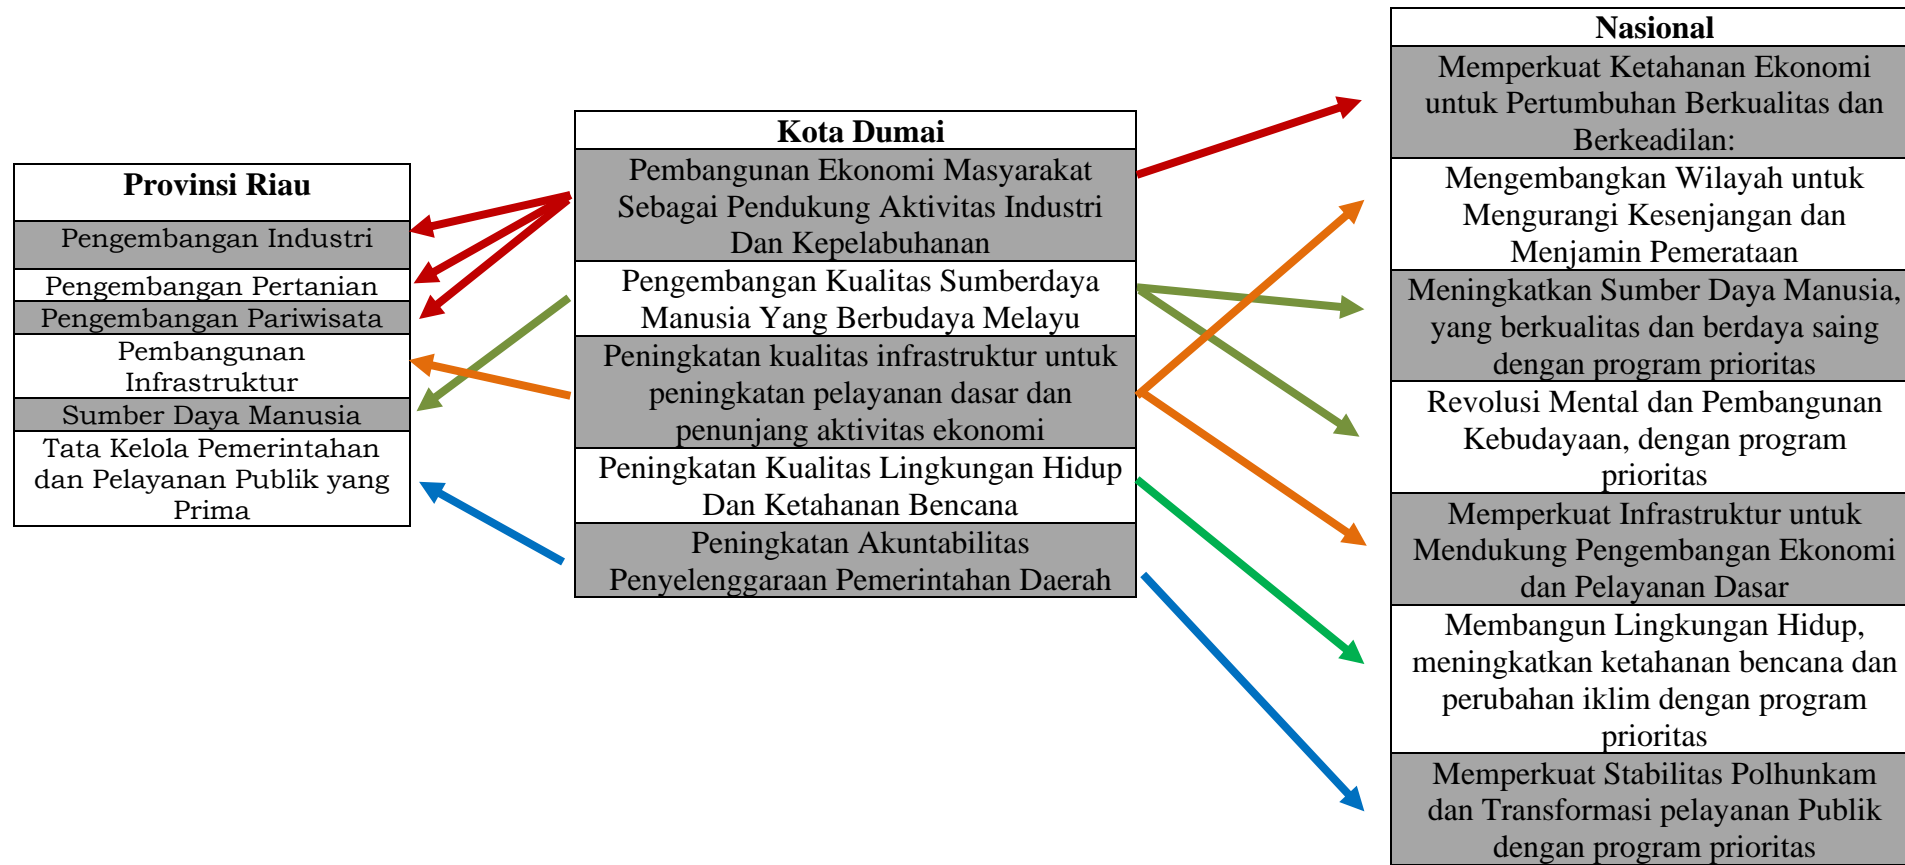 Provinsi Riau
Pengembangan Industri
Pengembangan Pertanian
Pengembangan Pariwisata
Pembangunan
Infrastruktur
Sumber Daya Manusia
Tata Kelola Pemerintahan
dan Pelayanan Publik yang
Prima
Kota Dumai
Pembangunan Ekonomi Masyarakat
Sebagai Pendukung Aktivitas Industri
Dan Kepelabuhanan
Pengembangan Kualitas Sumberdaya
Manusia Yang Berbudaya Melayu
Peningkatan kualitas infrastruktur untuk
peningkatan pelayanan dasar dan
penunjang aktivitas ekonomi
Peningkatan Kualitas Lingkungan Hidup
Dan Ketahanan Bencana
Peningkatan Akuntabilitas
Penyelenggaraan Pemerintahan Daerah
Nasional
Memperkuat Ketahanan Ekonomi
untuk Pertumbuhan Berkualitas dan
Berkeadilan:
Mengembangkan Wilayah untuk
Mengurangi Kesenjangan dan
Menjamin Pemerataan
Meningkatkan Sumber Daya Manusia,
yang berkualitas dan berdaya saing
dengan program prioritas
Revolusi Mental dan Pembangunan
Kebudayaan, dengan program
prioritas
Memperkuat Infrastruktur untuk
Mendukung Pengembangan Ekonomi
dan Pelayanan Dasar
Membangun Lingkungan Hidup,
meningkatkan ketahanan bencana dan
perubahan iklim dengan program
prioritas
Memperkuat Stabilitas Polhunkam
dan Transformasi pelayanan Publik
dengan program prioritas